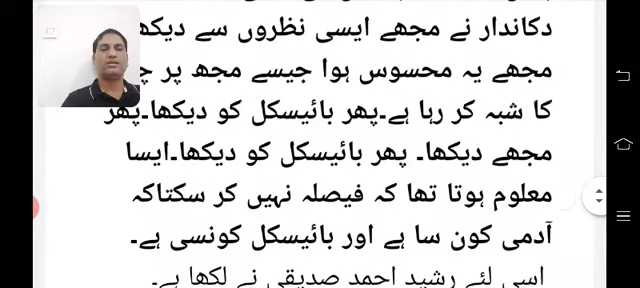 دکاندار نے مجھے ایسی نظروں سے دیکھ
مجھے یہ محسوس ہوا جیسے مجھ پر چ
کا شبہ کر رہا ہے۔پھر بائیسکل کو دیکھا۔پھر
مجھے دیکھا۔ پھر بائیسکل کو دیکھا۔ایسا
معلوم ہوتا تھا کہ فیصلہ نہیں کر سکتاکہ
آدمی کون سا ہے اور بائیسکل کونسی ہے۔
اسی لئے رشید احمد صدیقی نے لکھا ہے۔